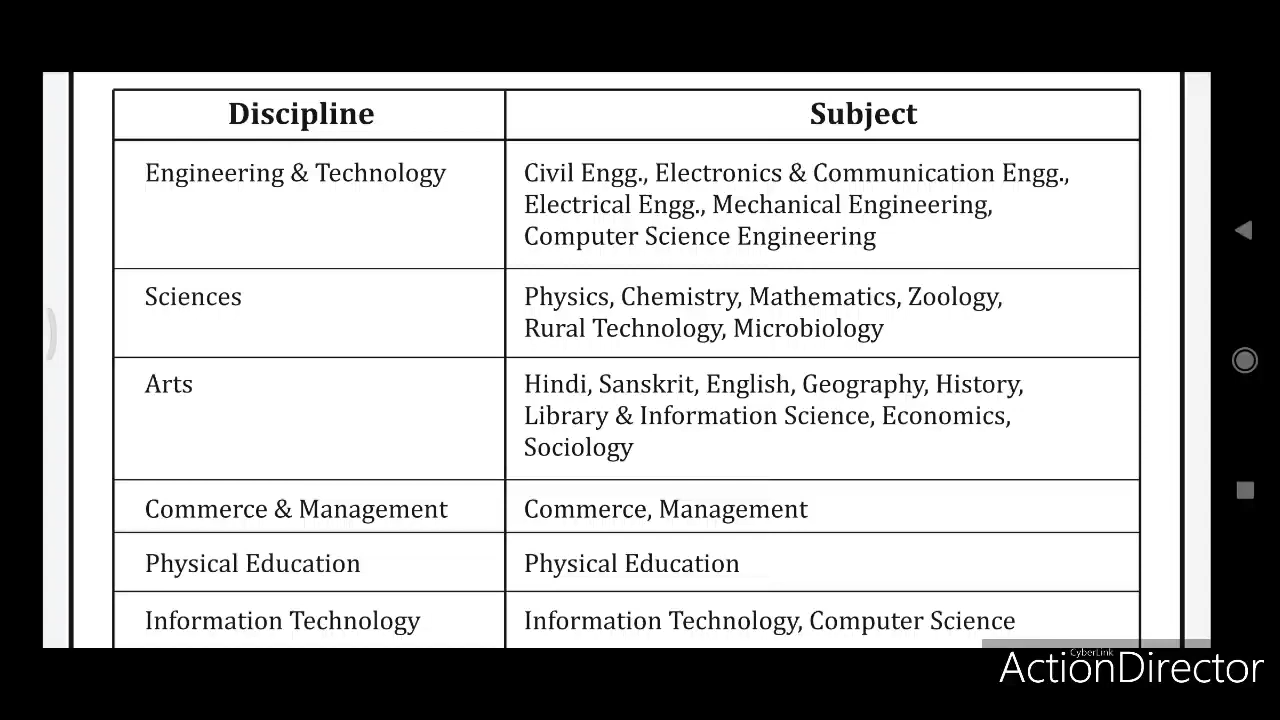 Discipline Subject
Engineering & Technology Civil Engg., Electronics & Communication Engg.,
Electrical Engg., Mechanical Engineering,
Computer Science Engineering
Sciences Physics, Chemistry, Mathematics, Zoology,
Rural Technology, Microbiology
Arts Hindi, Sanskrit, English, Geography, History,
Library & Information Science, Economics,
Sociology
Commerce & Management Commerce, Management
Physical Education Physical Education
Information Technology Information Technology, Computer Science
CyberLink
ActionDirector